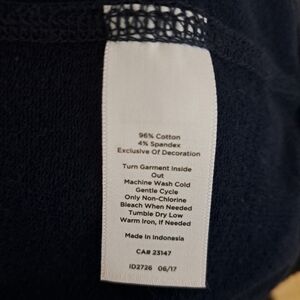 96% Cotton
4% Spandex
Exclusive Of Decoration
Turn Garment Inside
Out
Machine Wash Cold
Gentle Cycle
Only Non-Chlorine
Bleach When Needed
Tumble Dry Low
Warm Iron, If Needed
Made In Indonesia
CA# 23147
ID2726 06/17